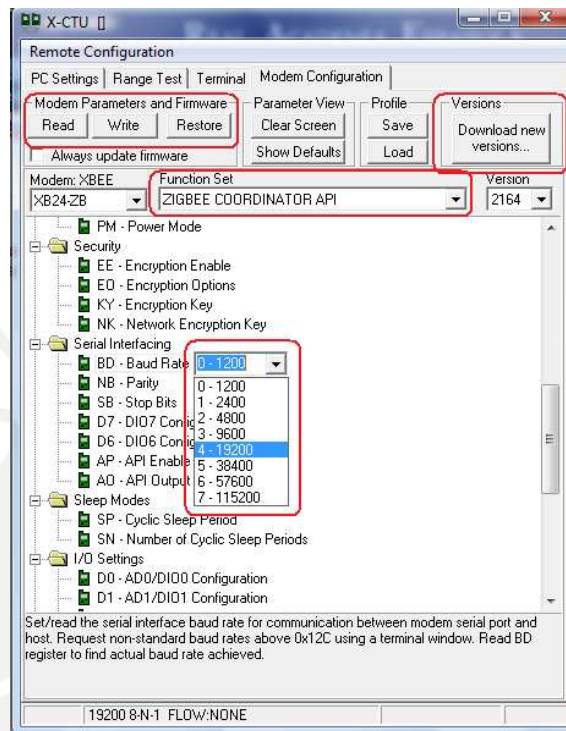 X-CTU []
Remote Configuration
PC Settings Range Test Terminal Modem Configuration
Modem Parameters and Firmware Parameter View Profile Versions
Read Write Restore Clear Screen Save Download new versions...
Always update firmware Show Defaults Load
Modem: XBEE Function Set Version
XB24-ZB ZIGBEE COORDINATOR API 2164
PM - Power Mode
Security
EE - Encryption Enable
EO - Encryption Options
KY - Encryption Key
NK - Network Encryption Key
Serial Interfacing
BD - Baud Rate 0 - 1200
NB - Parity 0 - 1200
SB - Stop Bits 1 - 2400
D7 - DIO7 Config 2 - 4800
D6 - DIO6 Config 3 - 9600
AP - API Enable 4 - 19200
AO - API Output 5 - 38400
6 - 57600
Sleep Modes 7 - 115200
SP - Cyclic Sleep Period
SN - Number of Cyclic Sleep Periods
I/O Settings
D0 - AD0/DIO0 Configuration
D1 - AD1/DIO1 Configuration
Set/read the serial interface baud rate for communication between modem serial port and
host. Request non-standard baud rates above 0x12C using a terminal window. Read BD
register to find actual baud rate achieved.
19200 8-N-1 FLOW:NONE